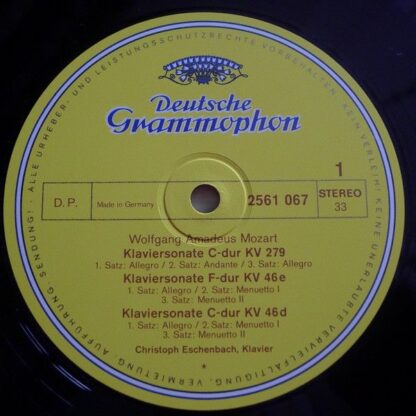 ALLE URHEBER- UND LEISTUNGSSCHUTZRECHTE VORBEHALTEN · KEIN VERLEIH! KEINE UNERLAUBTE VERVIELFÄLTIGUNG, VERMIETUNG, AUFFÜHRUNG, SENDUNG! ·
Deutsche
Grammophon
1
D. P.
Made in Germany
2561 067
STEREO
33
Wolfgang Amadeus Mozart
Klaviersonate C-dur KV 279
1. Satz: Allegro / 2. Satz: Andante / 3. Satz: Allegro
Klaviersonate F-dur KV 46e
1. Satz: Allegro / 2. Satz: Menuetto I
3. Satz: Menuetto II
Klaviersonate C-dur KV 46d
1. Satz: Allegro / 2. Satz: Menuetto I
3. Satz: Menuetto II
Christoph Eschenbach, Klavier
*